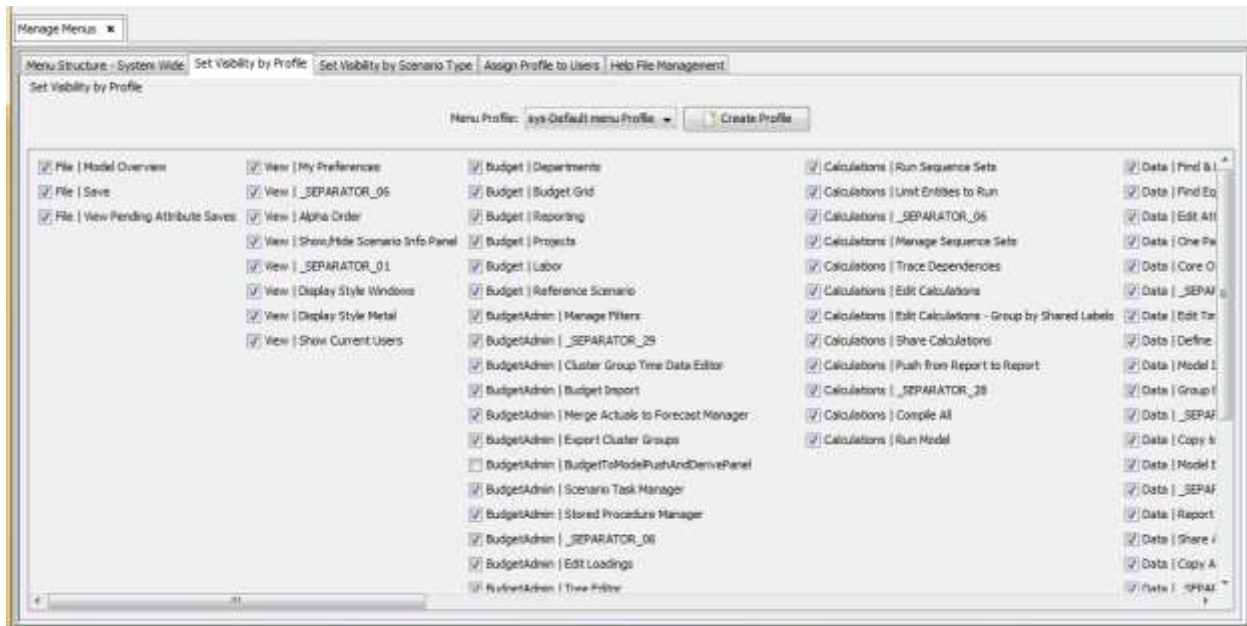 Manage Menus
Menu Structure - System Wide Set Visibility by Profile Set Visibility by Scenario Type Assign Profile to Users Help File Management
Set Visibility by Profile
Menu Profile: sys-Default menu Profile Create Profile
File | Model Overview
File | Save
File | View Pending Attribute Saves
View | My Preferences
View | _SEPARATOR_06
View | Alpha Order
View | Show/Hide Scenario Info Panel
View | _SEPARATOR_01
View | Display Style Windows
View | Display Style Metal
View | Show Current Users
Budget | Departments
Budget | Budget Grid
Budget | Reporting
Budget | Projects
Budget | Labor
Budget | Reference Scenario
BudgetAdmin | Manage Filters
BudgetAdmin | _SEPARATOR_29
BudgetAdmin | Cluster Group Time Data Editor
BudgetAdmin | Budget Import
BudgetAdmin | Merge Actuals to Forecast Manager
BudgetAdmin | Export Cluster Groups
BudgetAdmin | BudgetToModelPushAndDerivePanel
BudgetAdmin | Scenario Task Manager
BudgetAdmin | Stored Procedure Manager
BudgetAdmin | _SEPARATOR_06
BudgetAdmin | Edit Loadings
BudgetAdmin | Tree Editor
Calculations | Run Sequence Sets
Calculations | Limit Entities to Run
Calculations | _SEPARATOR_06
Calculations | Manage Sequence Sets
Calculations | Trace Dependencies
Calculations | Edit Calculations
Calculations | Edit Calculations - Group by Shared Labels
Calculations | Share Calculations
Calculations | Push from Report to Report
Calculations | _SEPARATOR_28
Calculations | Compile All
Calculations | Run Model
Data | Find &
Data | Find Eq
Data | Edit Att
Data | One Pa
Data | Core O
Data | _SEPAR
Data | Edit Tim
Data | Define
Data | Model
Data | Group
Data | _SEPAR
Data | Copy
Data | Model
Data | _SEPAR
Data | Report
Data | Share
Data | Copy A
Data | _SEPAR